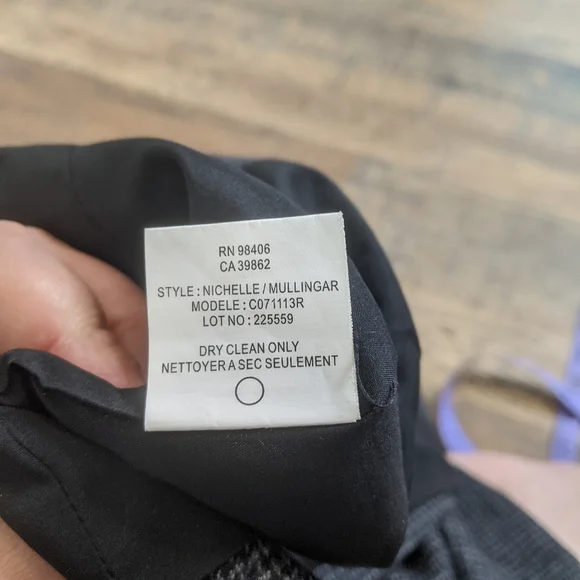 RN 98406
CA 39862
STYLE : NICHELLE / MULLINGAR
MODELE : C071113R
LOT NO : 225559
DRY CLEAN ONLY
NETTOYER A SEC SEULEMENT